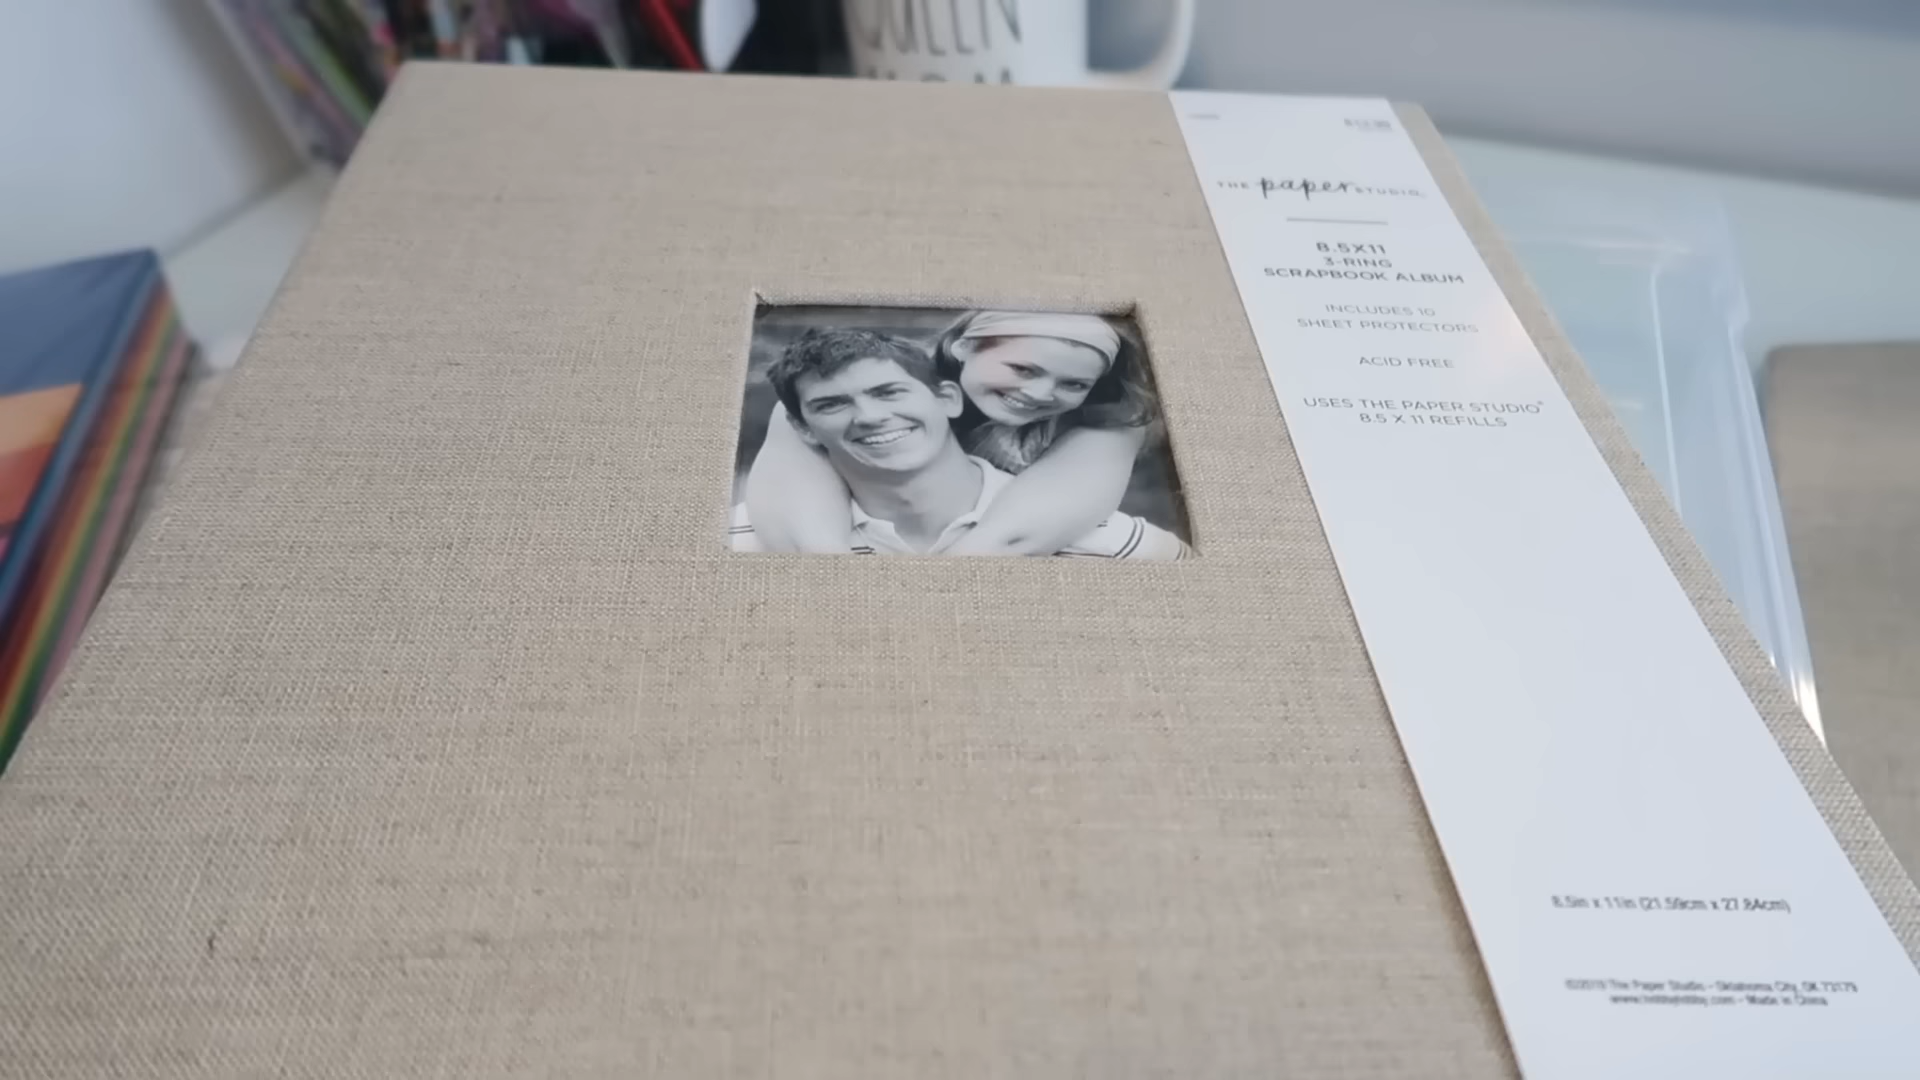 QUEEN
THE paper STUDIO
8.5X11
3-RING
SCRAPBOOK ALBUM
INCLUDES 10
SHEET PROTECTORS
ACID FREE
USES THE PAPER STUDIO®
8.5 X 11 REFILLS
8.5in x 11in (21.59cm x 27.84cm)
The Paper Studio - Oklahoma City, OK 73179
- Made in China